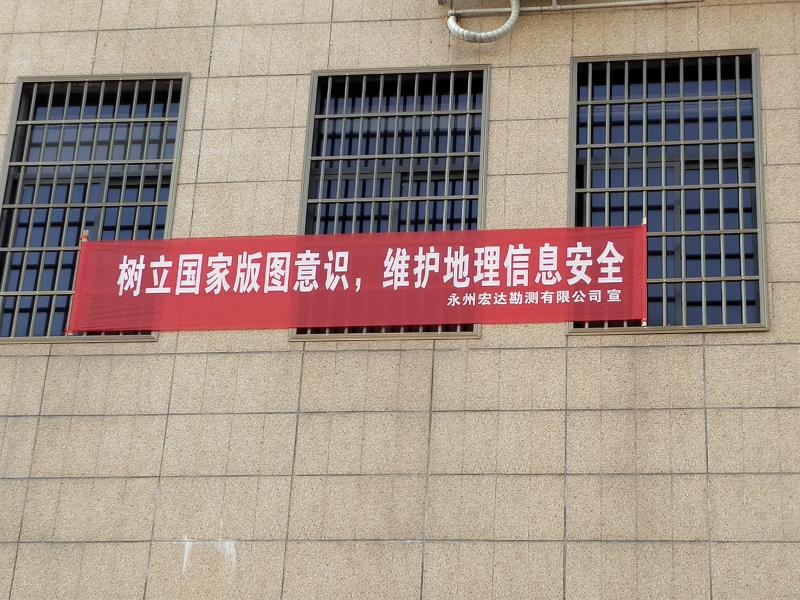 树立国家版图意识，维护地理信息安全
永州宏达勘测有限公司 宣